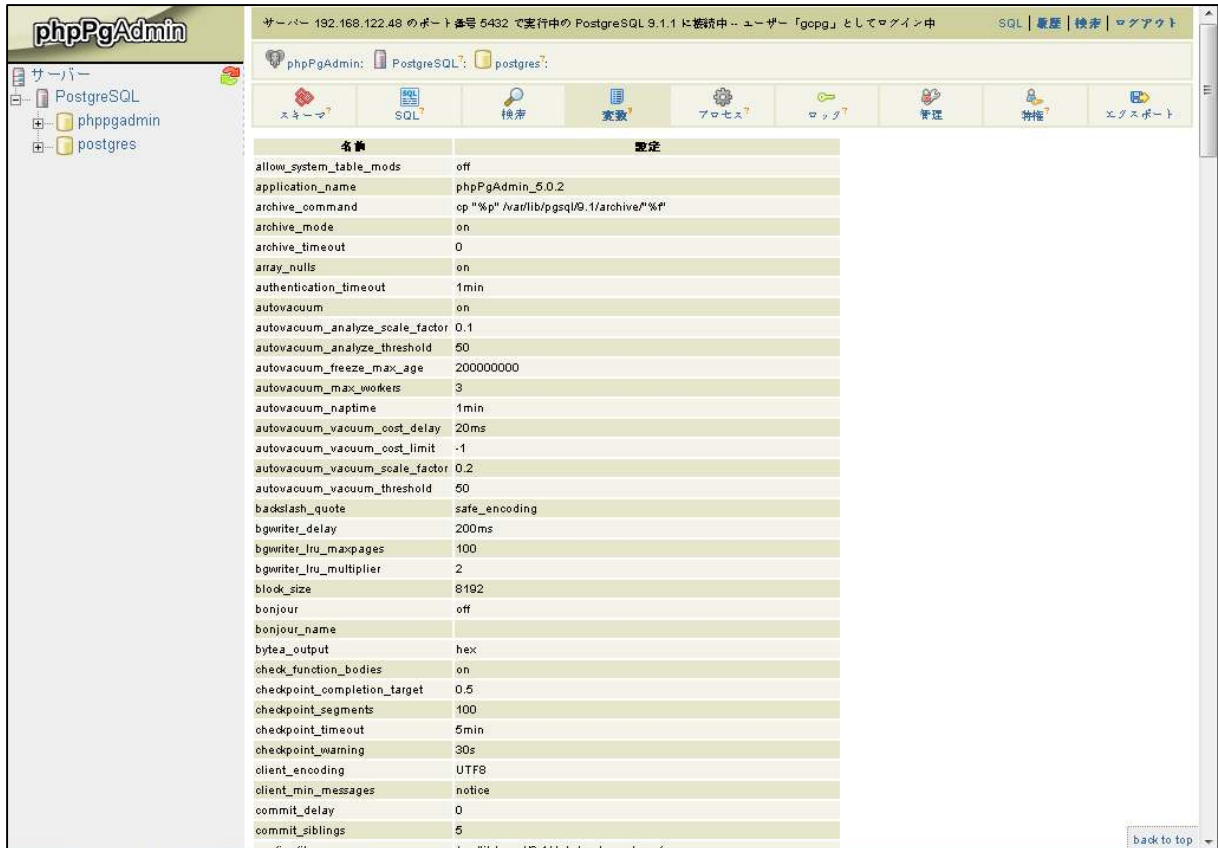 phpPgAdmin
サーバー
PostgreSQL
phppgadmin
postgres
サーバー 192.168.122.48 のポート番号 5432 で実行中の PostgreSQL 9.1.1 に接続中 -- ユーザー「gcpg」としてログイン中
SQL | 履歴 | 検索 | ログアウト
phpPgAdmin: PostgreSQL?: postgres?:
スキーマ? SQL? 検索 変数? プロセス? ロック? 管理 特権? エクスポート
名前 設定
allow_system_table_mods off
application_name phpPgAdmin_5.0.2
archive_command cp "%p" /var/lib/pgsql/9.1/archive/"%f"
archive_mode on
archive_timeout 0
array_nulls on
authentication_timeout 1min
autovacuum on
autovacuum_analyze_scale_factor 0.1
autovacuum_analyze_threshold 50
autovacuum_freeze_max_age 200000000
autovacuum_max_workers 3
autovacuum_naptime 1min
autovacuum_vacuum_cost_delay 20ms
autovacuum_vacuum_cost_limit -1
autovacuum_vacuum_scale_factor 0.2
autovacuum_vacuum_threshold 50
backslash_quote safe_encoding
bgwriter_delay 200ms
bgwriter_lru_maxpages 100
bgwriter_lru_multiplier 2
block_size 8192
bonjour off
bonjour_name
bytea_output hex
check_function_bodies on
checkpoint_completion_target 0.5
checkpoint_segments 100
checkpoint_timeout 5min
checkpoint_warning 30s
client_encoding UTF8
client_min_messages notice
commit_delay 0
commit_siblings 5
back to top